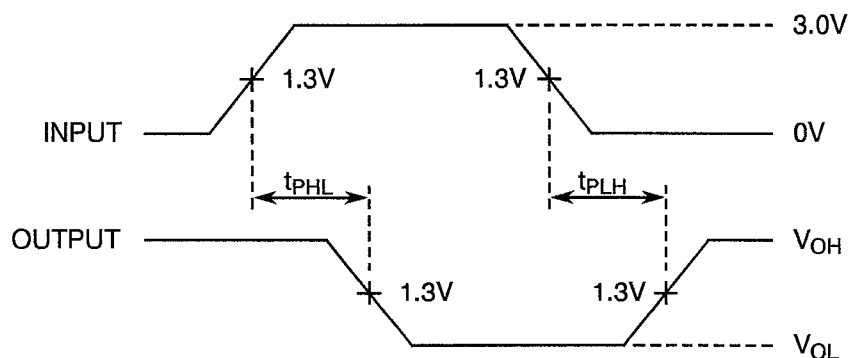 3.0V
1.3V 1.3V
INPUT 0V
tPHL tPLH
OUTPUT VOH
1.3V 1.3V
VOL